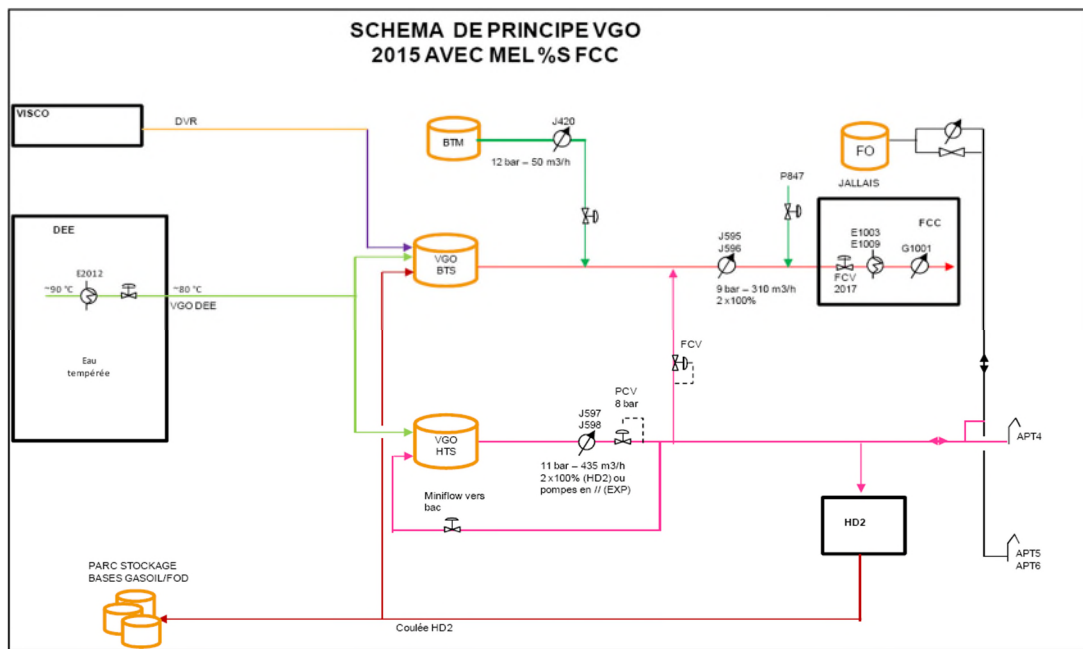 SCHEMA DE PRINCIPE VGO
2015 AVEC MEL %S FCC
VISCO
DVR
BTM
J420
12 bar – 50 m3/h
FO
JALLAIS
P847
DEE
E2012
~90 °C
~80 °C
VGO DEE
Eau
tempérée
VGO
BTS
J595
J596
9 bar – 310 m3/h
2 x100%
FCC
E1003
E1009
G1001
FCV
2017
FCV
PCV
8 bar
VGO
HTS
J597
J598
11 bar – 435 m3/h
2 x100% (HD2) ou
pompes en // (EXP)
Miniflow vers
bac
APT4
HD2
APT5
APT6
PARC STOCKAGE
BASES GASOIL/FOD
Coulée HD2